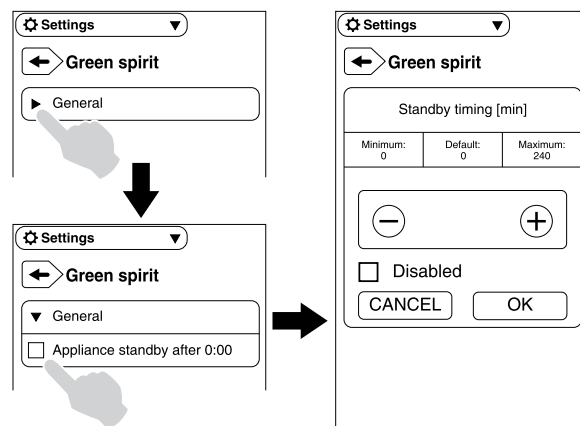 Settings
Green spirit
General
Settings
Green spirit
General
Appliance standby after 0:00
Settings
Green spirit
Standby timing [min]
Minimum: Default: Maximum:
0 0 240
Disabled
CANCEL OK